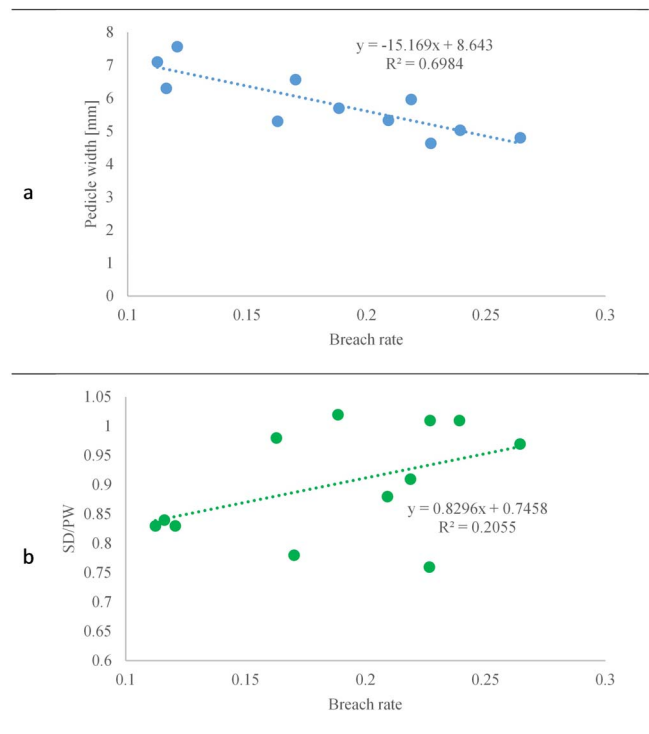 a
Pedicle width [mm]
8
7
6
5
4
3
2
1
0
y = -15.169x + 8.643
R² = 0.6984
0.1 0.15 0.2 0.25 0.3
Breach rate
b
SD/PW
1.05
1
0.95
0.9
0.85
0.8
0.75
0.7
0.65
0.6
y = 0.8296x + 0.7458
R² = 0.2055
0.1 0.15 0.2 0.25 0.3
Breach rate